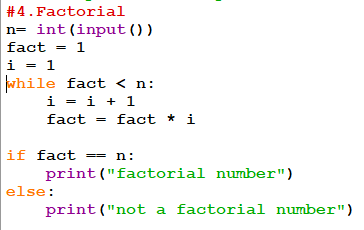 #4.Factorial
n= int(input())
fact = 1
i = 1
while fact < n:
    i = i + 1
    fact = fact * i

if fact == n:
    print("factorial number")
else:
    print("not a factorial number")